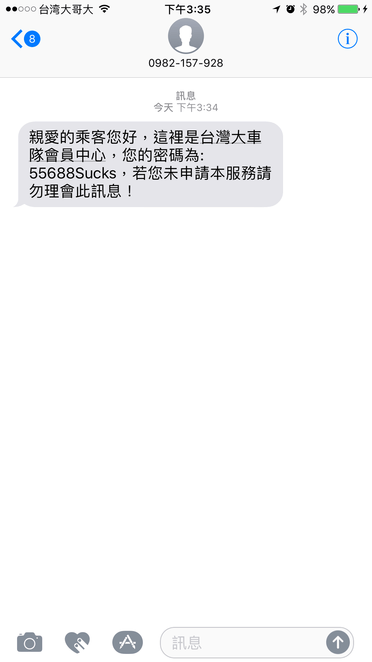 台湾大哥大 下午3:35 98%
8
0982-157-928
訊息
今天 下午3:34
親愛的乘客您好，這裡是台灣大車
隊會員中心，您的密碼為:
55688Sucks，若您未申請本服務請
勿理會此訊息！
訊息